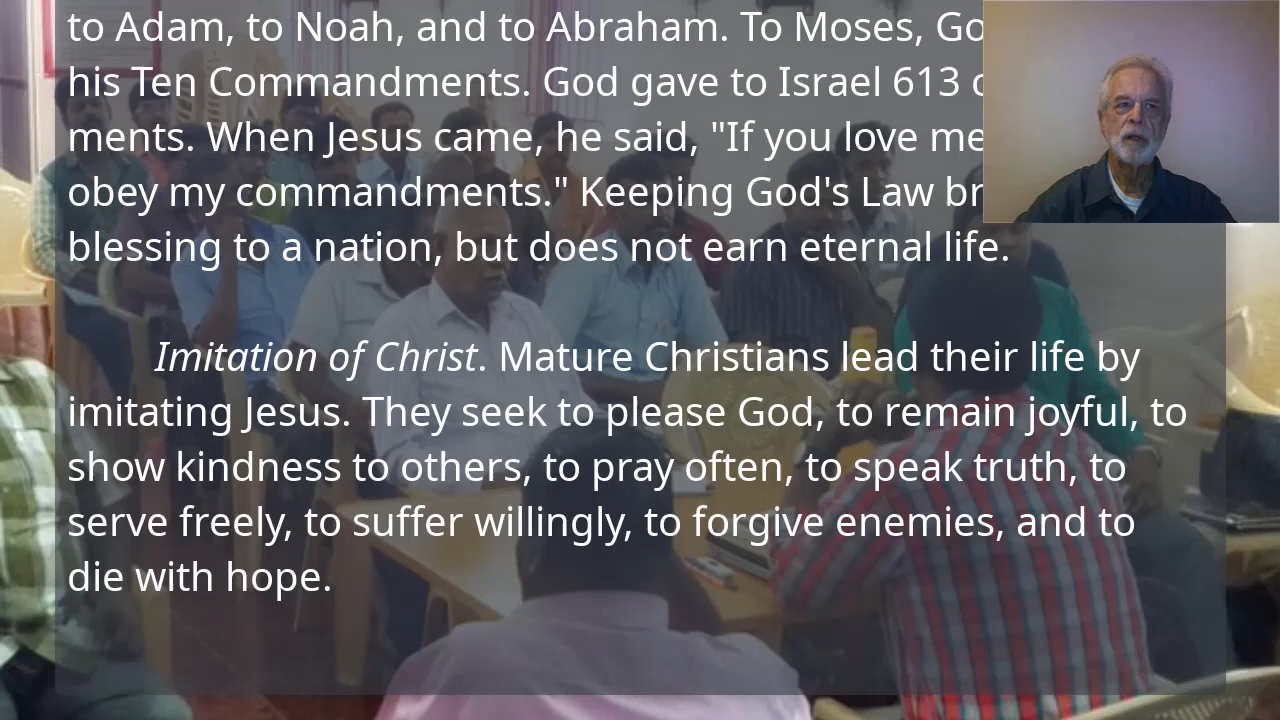 to Adam, to Noah, and to Abraham. To Moses,
his Ten Commandments. God gave to Israel 613
ments. When Jesus came, he said, "If you love me
obey my commandments." Keeping God's Law
blessing to a nation, but does not earn eternal life.
Imitation of Christ. Mature Christians lead their life by
imitating Jesus. They seek to please God, to remain joyful, to
show kindness to others, to pray often, to speak truth, to
serve freely, to suffer willingly, to forgive enemies, and to
die with hope.